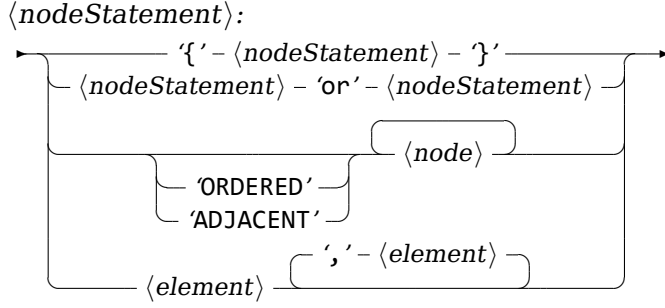 ⟨nodeStatement⟩:
‘{’ – ⟨nodeStatement⟩ – ‘}’
⟨nodeStatement⟩ – ‘or’ – ⟨nodeStatement⟩
⟨node⟩
‘ORDERED’
‘ADJACENT’
‘,’ – ⟨element⟩
⟨element⟩